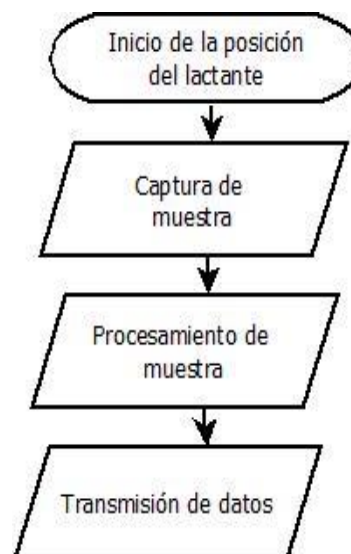 Inicio de la posición
del lactante
Captura de
muestra
Procesamiento de
muestra
Transmisión de datos